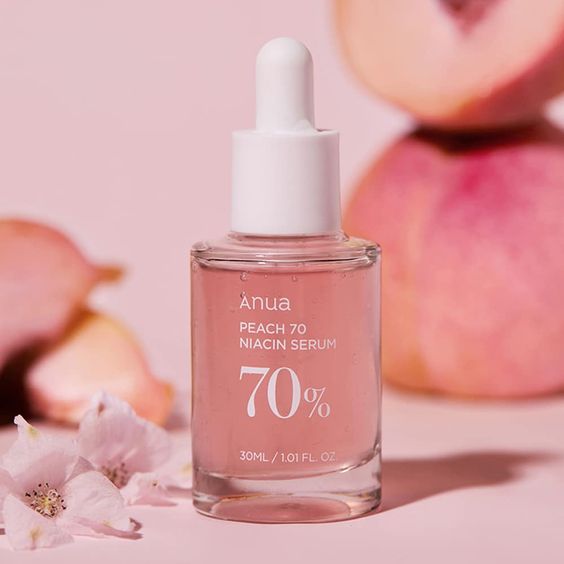 Anua
PEACH 70
NIACIN SERUM
70%
30ML / 1.01 FL. OZ.